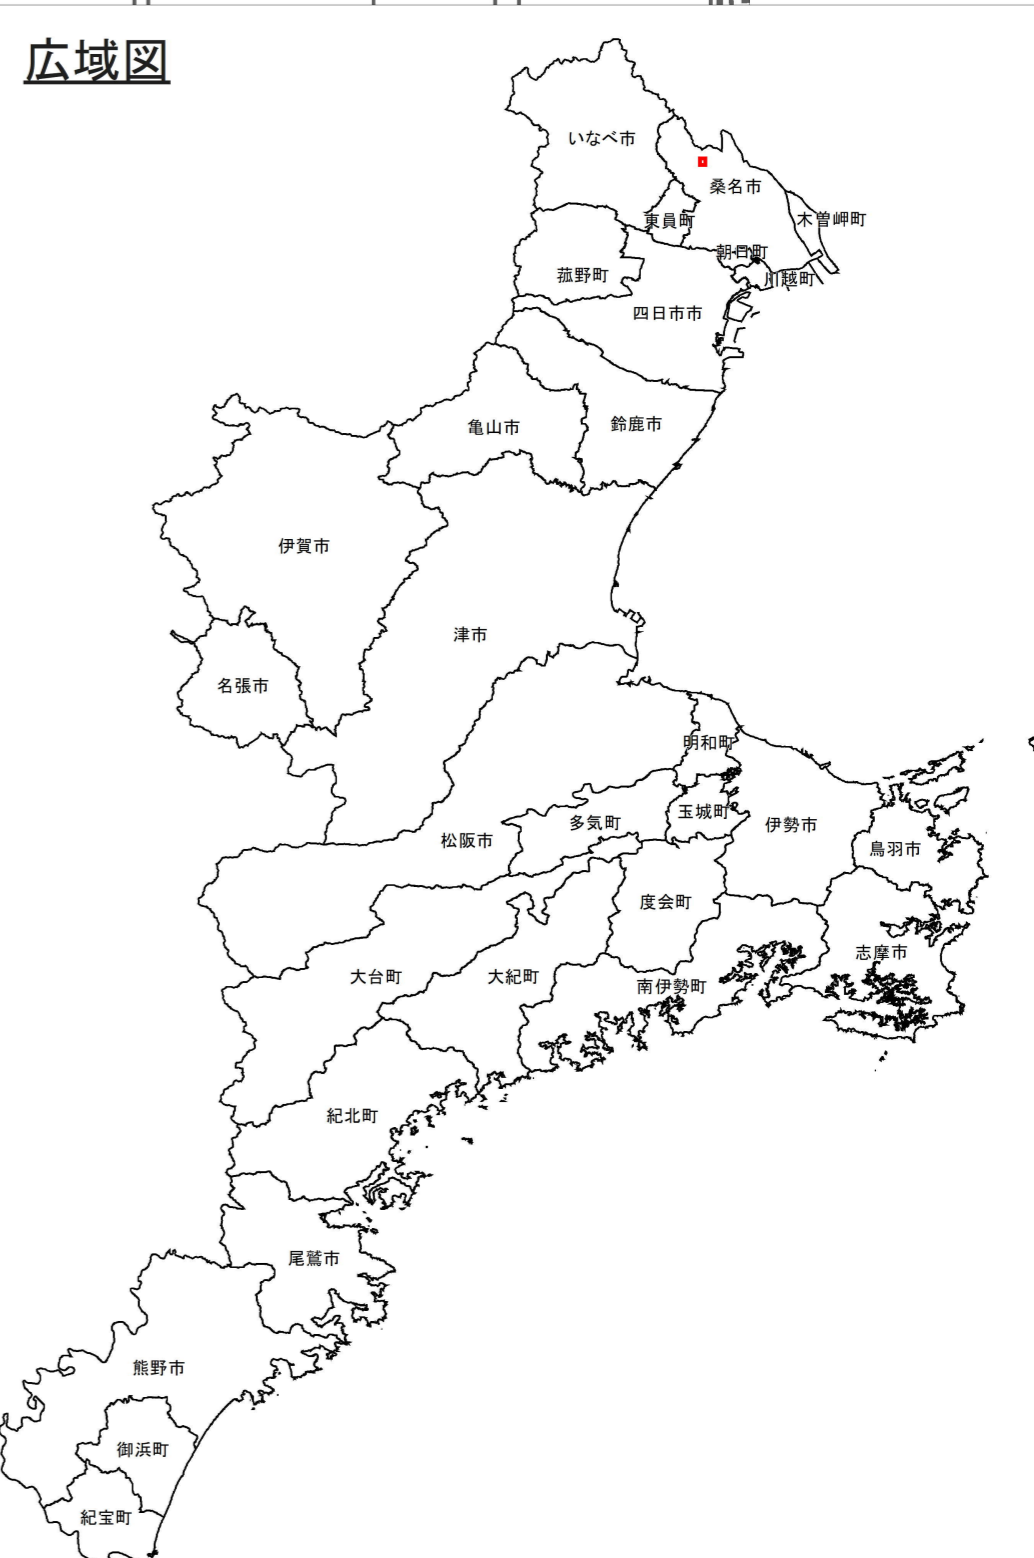 広域図
いなべ市
桑名市
東員町
木曽岬町
朝日町
菰野町
川越町
四日市市
亀山市
鈴鹿市
伊賀市
津市
名張市
明和町
玉城町
多気町
伊勢市
松阪市
鳥羽市
度会町
志摩市
大台町
大紀町
南伊勢町
紀北町
尾鷲市
熊野市
御浜町
紀宝町